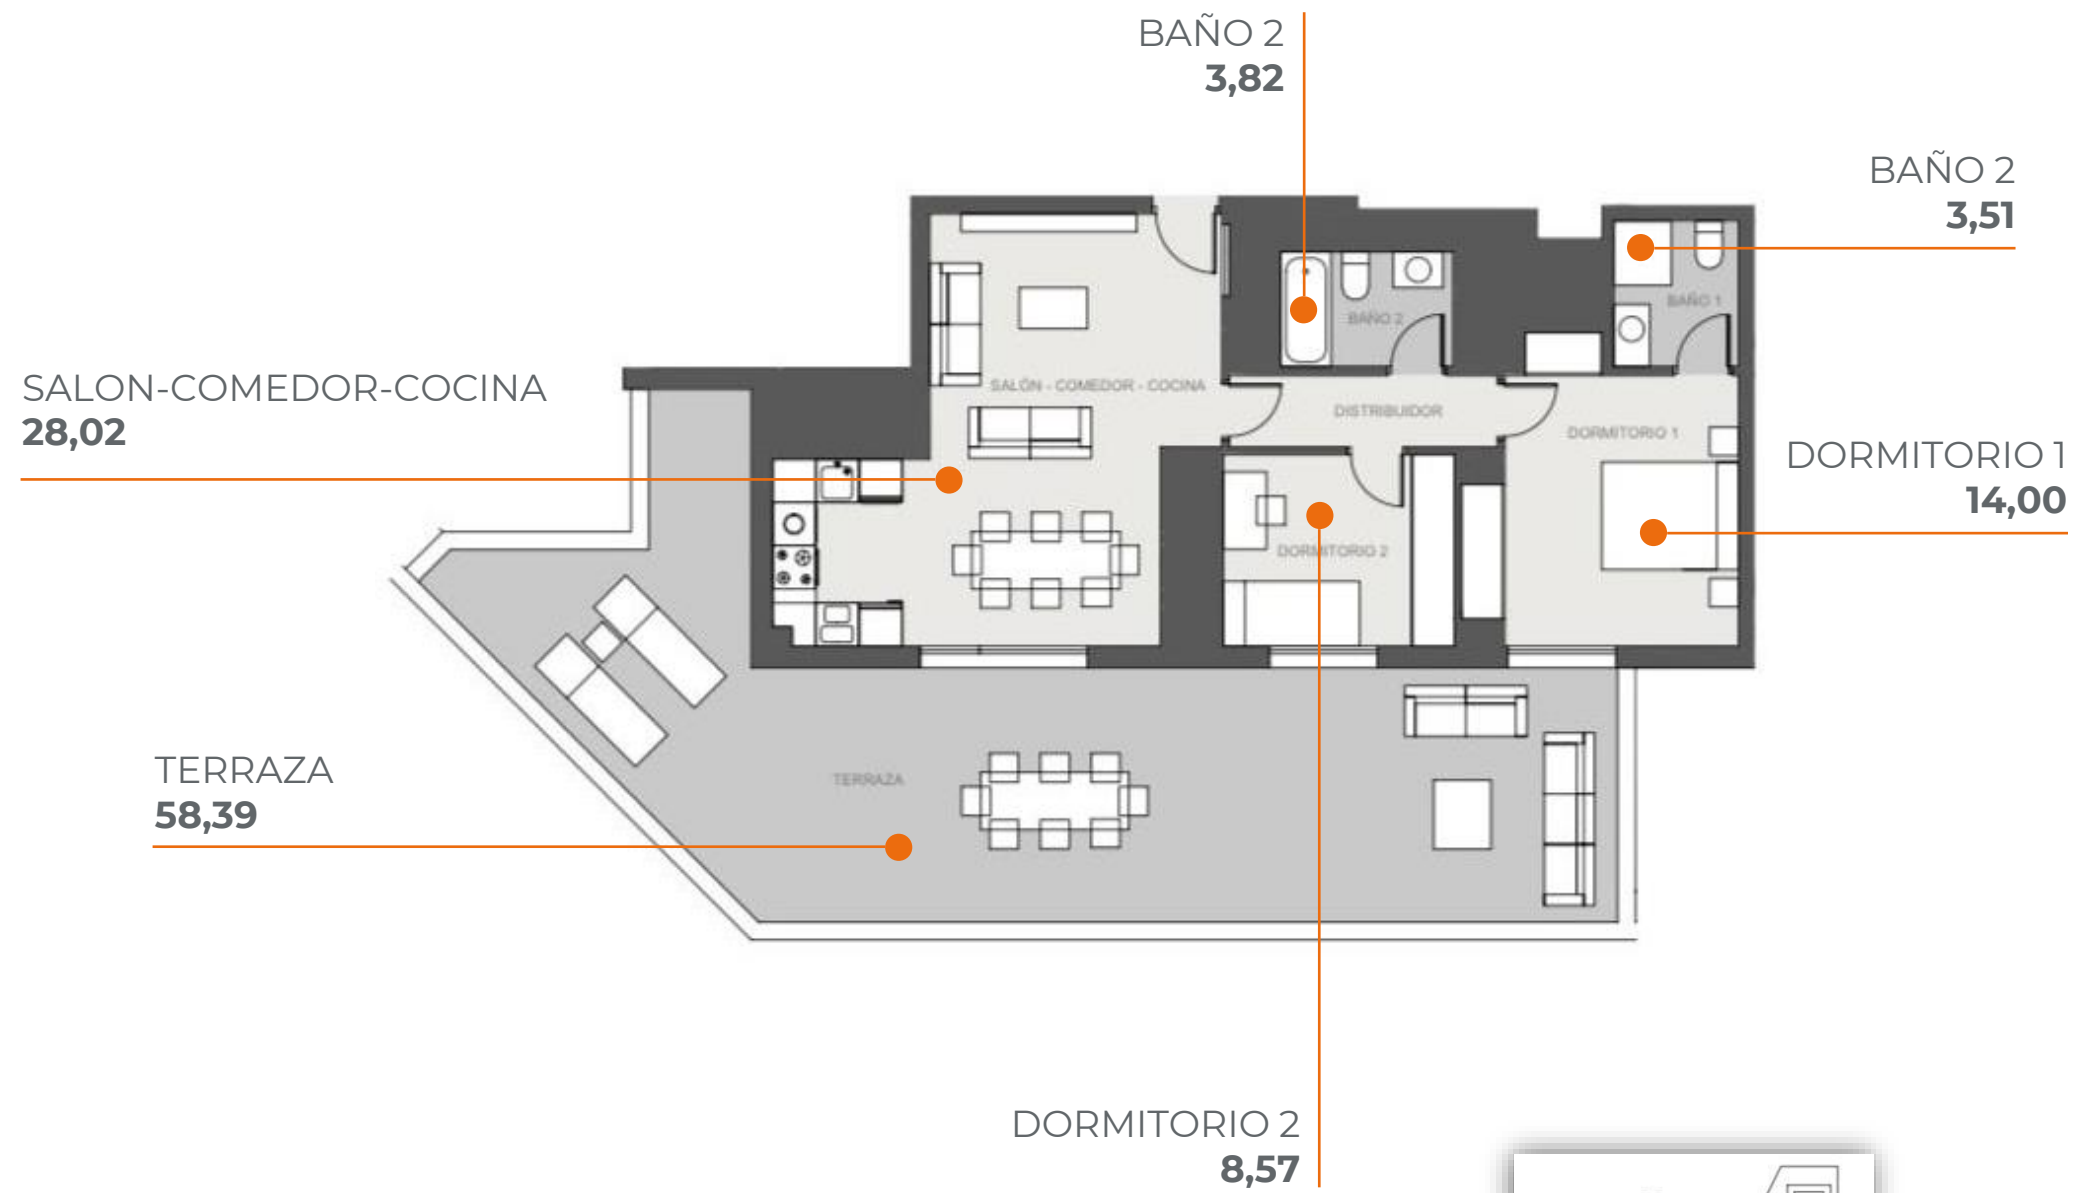 BAÑO 2
3,82
BAÑO 2
3,51
BAÑO 1
BAÑO 2
SALON-COMEDOR-COCINA
28,02
SALÓN - COMEDOR - COCINA
DISTRIBUIDOR
DORMITORIO 1
DORMITORIO 1
14,00
DORMITORIO 2
TERRAZA
58,39
TERRAZA
DORMITORIO 2
8,57